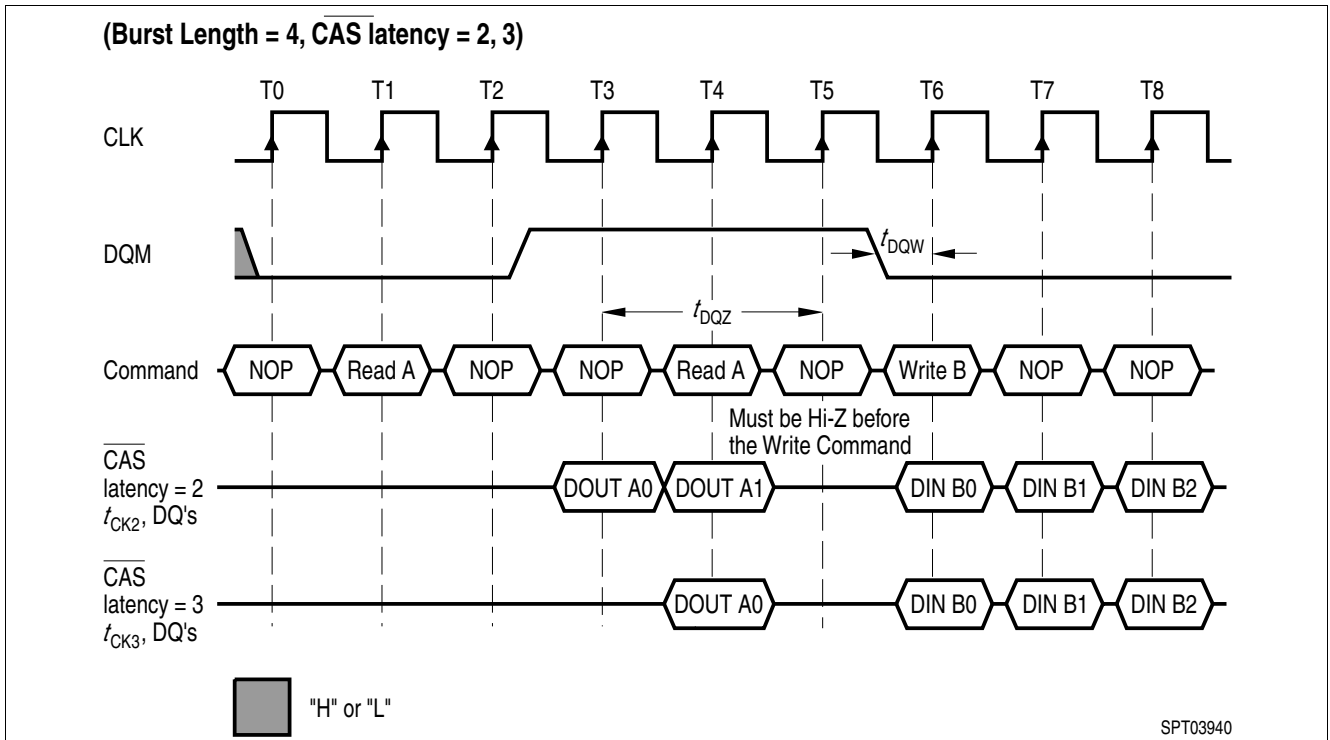 (Burst Length = 4, CAS latency = 2, 3)
T0 T1 T2 T3 T4 T5 T6 T7 T8
CLK
DQM
tDQW
tDQZ
Command NOP Read A NOP NOP Read A NOP Write B NOP NOP
Must be Hi-Z before
the Write Command
CAS
latency = 2
tCK2, DQ's
DOUT A0 DOUT A1 DIN B0 DIN B1 DIN B2
CAS
latency = 3
tCK3, DQ's
DOUT A0 DIN B0 DIN B1 DIN B2
"H" or "L"
SPT03940